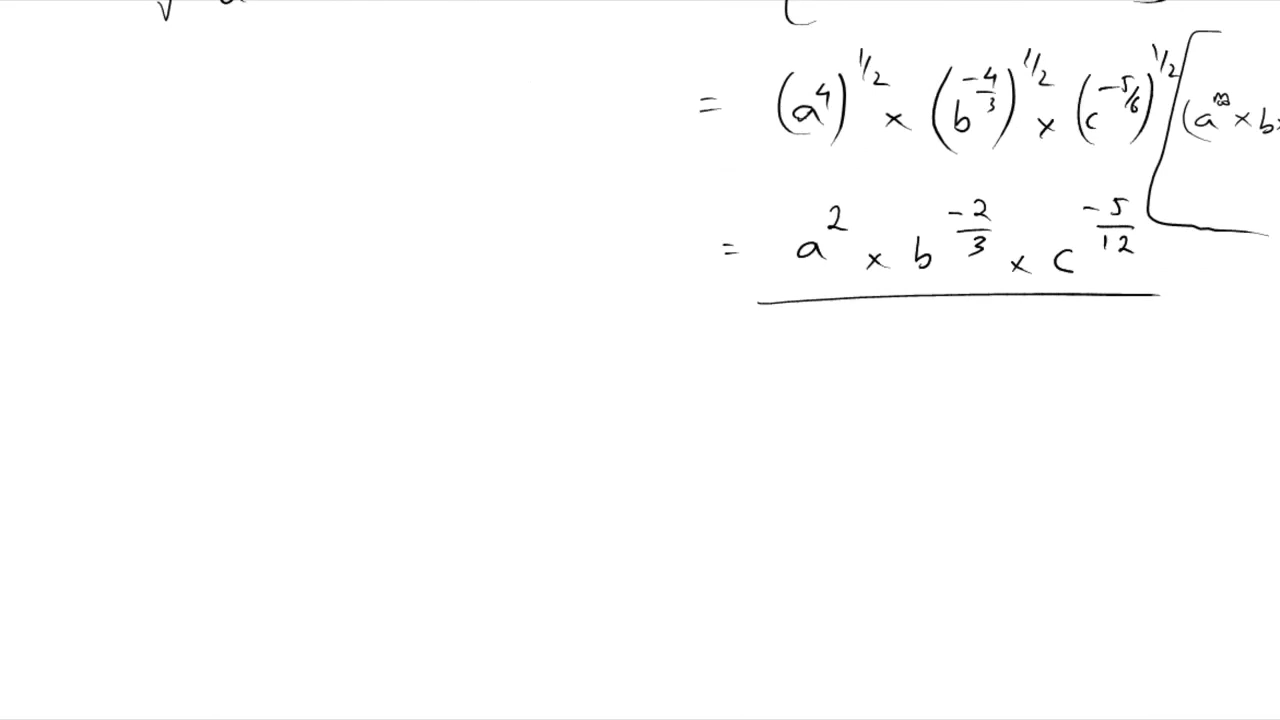 = (a^4)^{1/2} × (b^{-4/3})^{1/2} × (c^{-5/6})^{1/2} (a^m × b
= a^2 × b^{-2/3} × c^{-5/12}